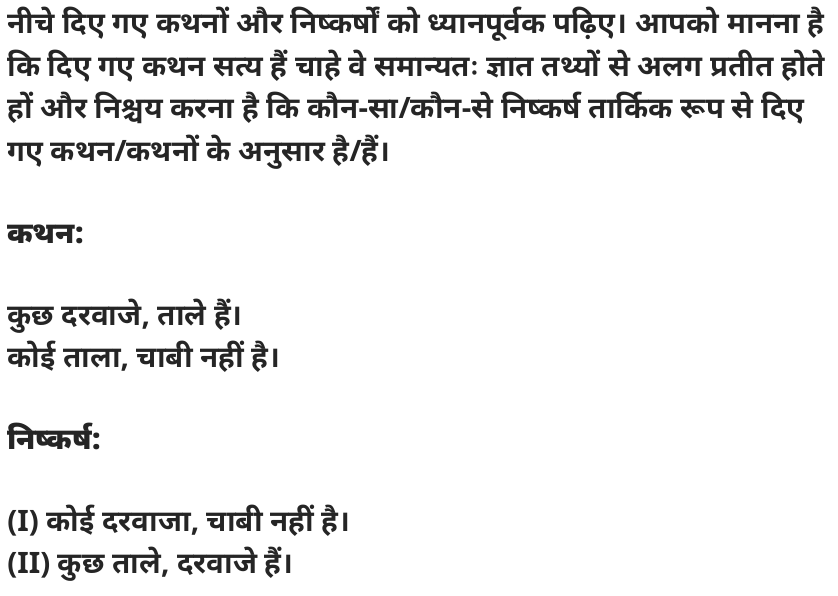 नीचे दिए गए कथनों और निष्कर्षों को ध्यानपूर्वक पढ़िए। आपको मानना है
कि दिए गए कथन सत्य हैं चाहे वे समान्यतः ज्ञात तथ्यों से अलग प्रतीत होते
हों और निश्चय करना है कि कौन-सा/कौन-से निष्कर्ष तार्किक रूप से दिए
गए कथन/कथनों के अनुसार है/हैं।
कथन:
कुछ दरवाजे, ताले हैं।
कोई ताला, चाबी नहीं है।
निष्कर्ष:
(I) कोई दरवाजा, चाबी नहीं है।
(II) कुछ ताले, दरवाजे हैं।